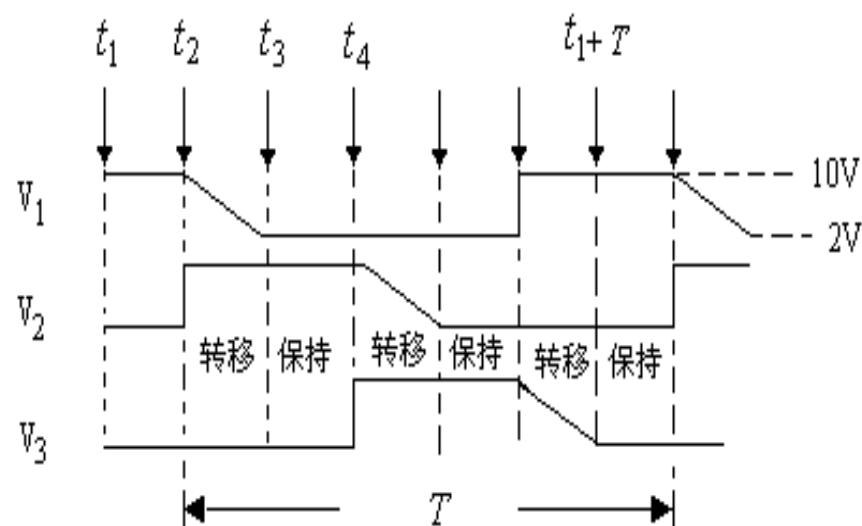 t₁ t₂ t₃ t₄ t₁+T
V₁ 10V
2V
V₂
转移 保持 转移 保持 转移 保持
V₃
T